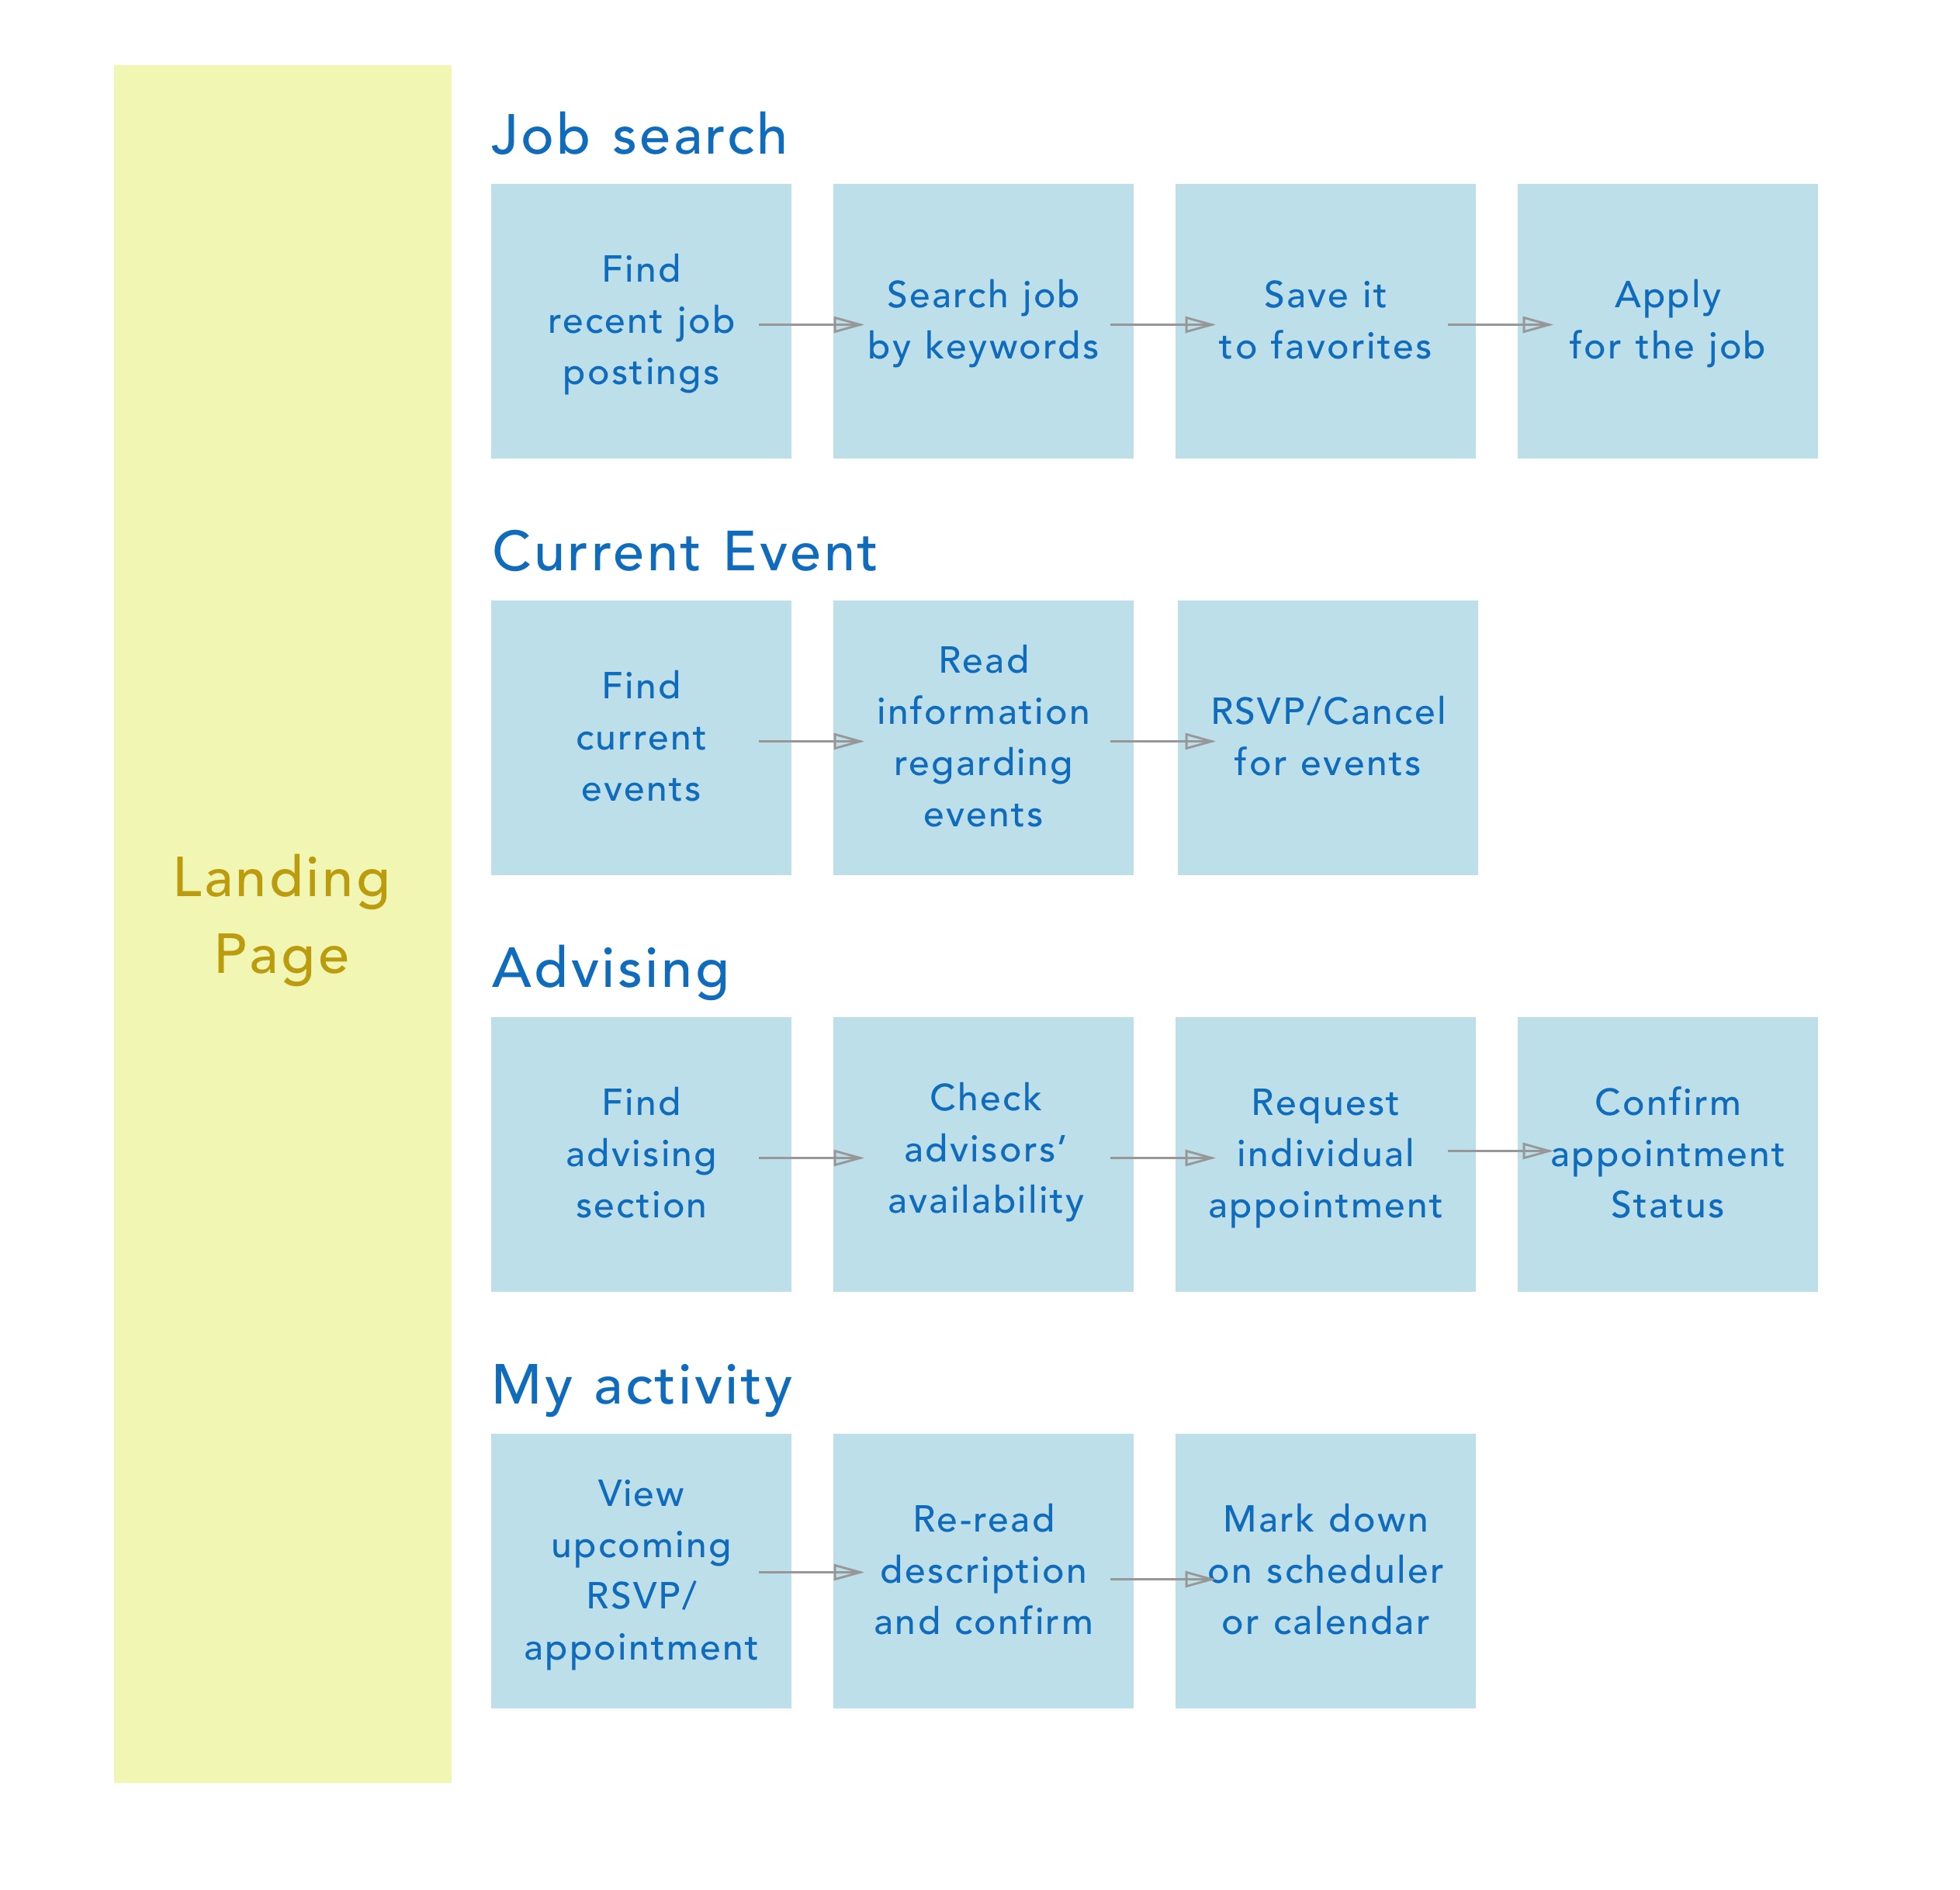 Landing
Page
Job search
Find
recent job
postings
Search job
by keywords
Save it
to favorites
Apply
for the job
Current Event
Find
current
events
Read
information
regarding
events
RSVP/Cancel
for events
Advising
Find
advising
section
Check
advisors’
availability
Request
individual
appointment
Confirm
appointment
Status
My activity
View
upcoming
RSVP/
appointment
Re-read
description
and confirm
Mark down
on scheduler
or calendar